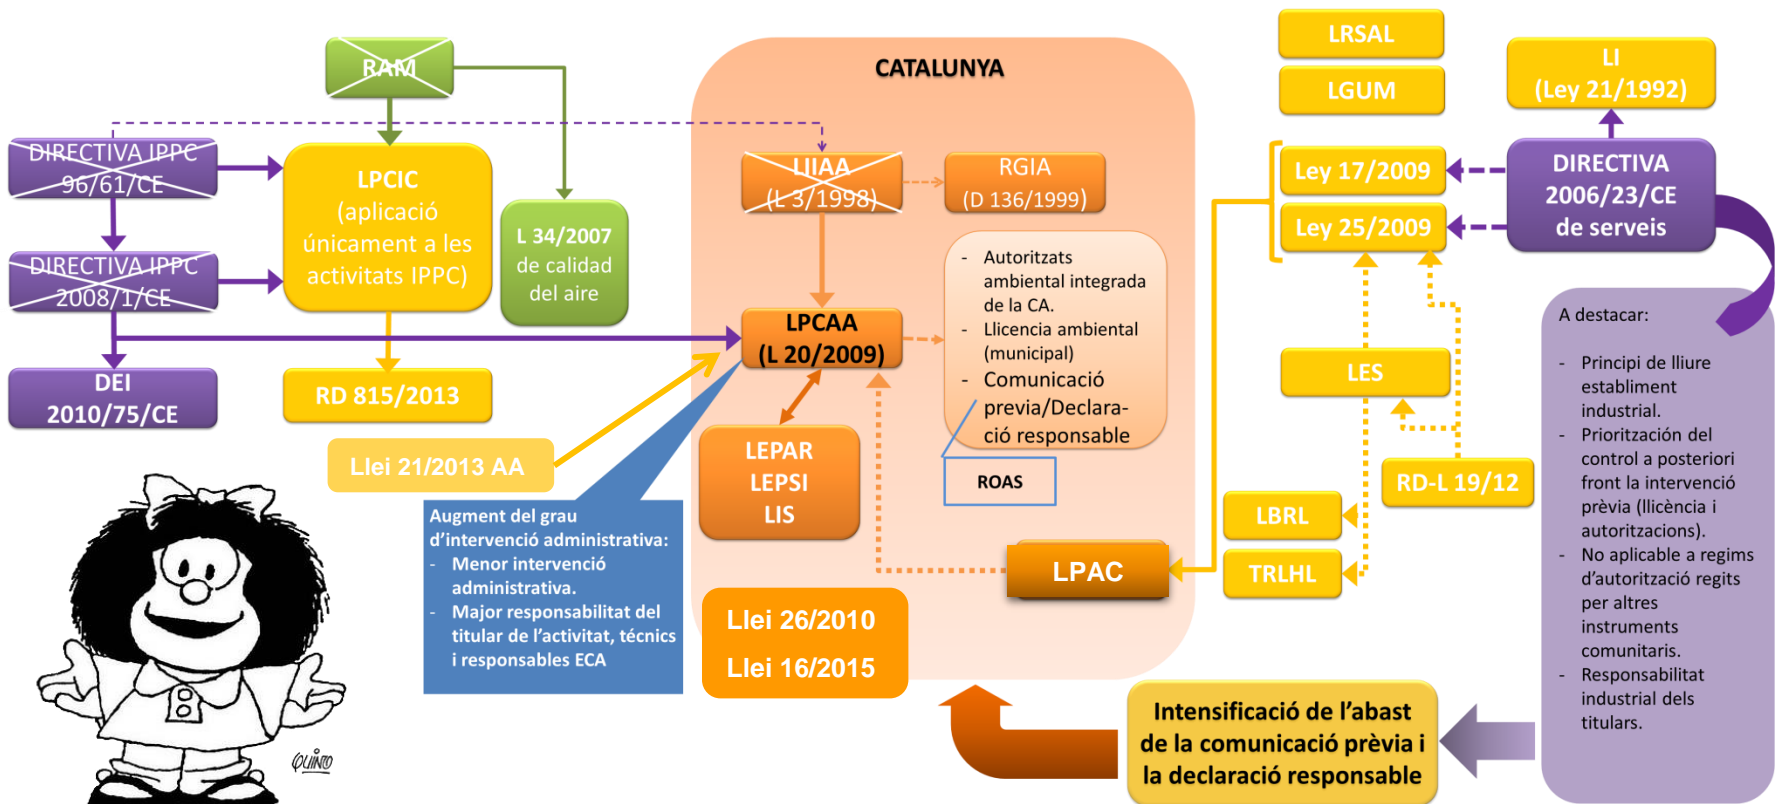 RAM
DIRECTIVA IPPC
96/61/CE
DIRECTIVA IPPC
2008/1/CE
DEI
2010/75/CE
LPCIC
(aplicació
únicament a les
activitats IPPC)
RD 815/2013
L 34/2007
de calidad
del aire
Llei 21/2013 AA
Augment del grau
d’intervenció administrativa:
- Menor intervenció
administrativa.
- Major responsabilitat del
titular de l’activitat, técnics
i responsables ECA
QUINO
CATALUNYA
LIIAA
(L 3/1998)
RGIA
(D 136/1999)
LPCAA
(L 20/2009)
- Autoritzats
ambiental integrada
de la CA.
- Llicencia ambiental
(municipal)
- Comunicació
previa/Declara-
ció responsable
ROAS
LEPAR
LEPSI
LIS
LPAC
Llei 26/2010
Llei 16/2015
LRSAL
LGUM
Ley 17/2009
Ley 25/2009
LES
RD-L 19/12
LBRL
TRLHL
LI
(Ley 21/1992)
DIRECTIVA
2006/23/CE
de serveis
A destacar:
- Principi de lliure
establiment
industrial.
- Prioritzación del
control a posteriori
front la intervenció
prèvia (llicència i
autoritzacions).
- No aplicable a regims
d’autorització regits
per altres
instruments
comunitaris.
- Responsabilitat
industrial dels
titulars.
Intensificació de l’abast
de la comunicació prèvia i
la declaració responsable